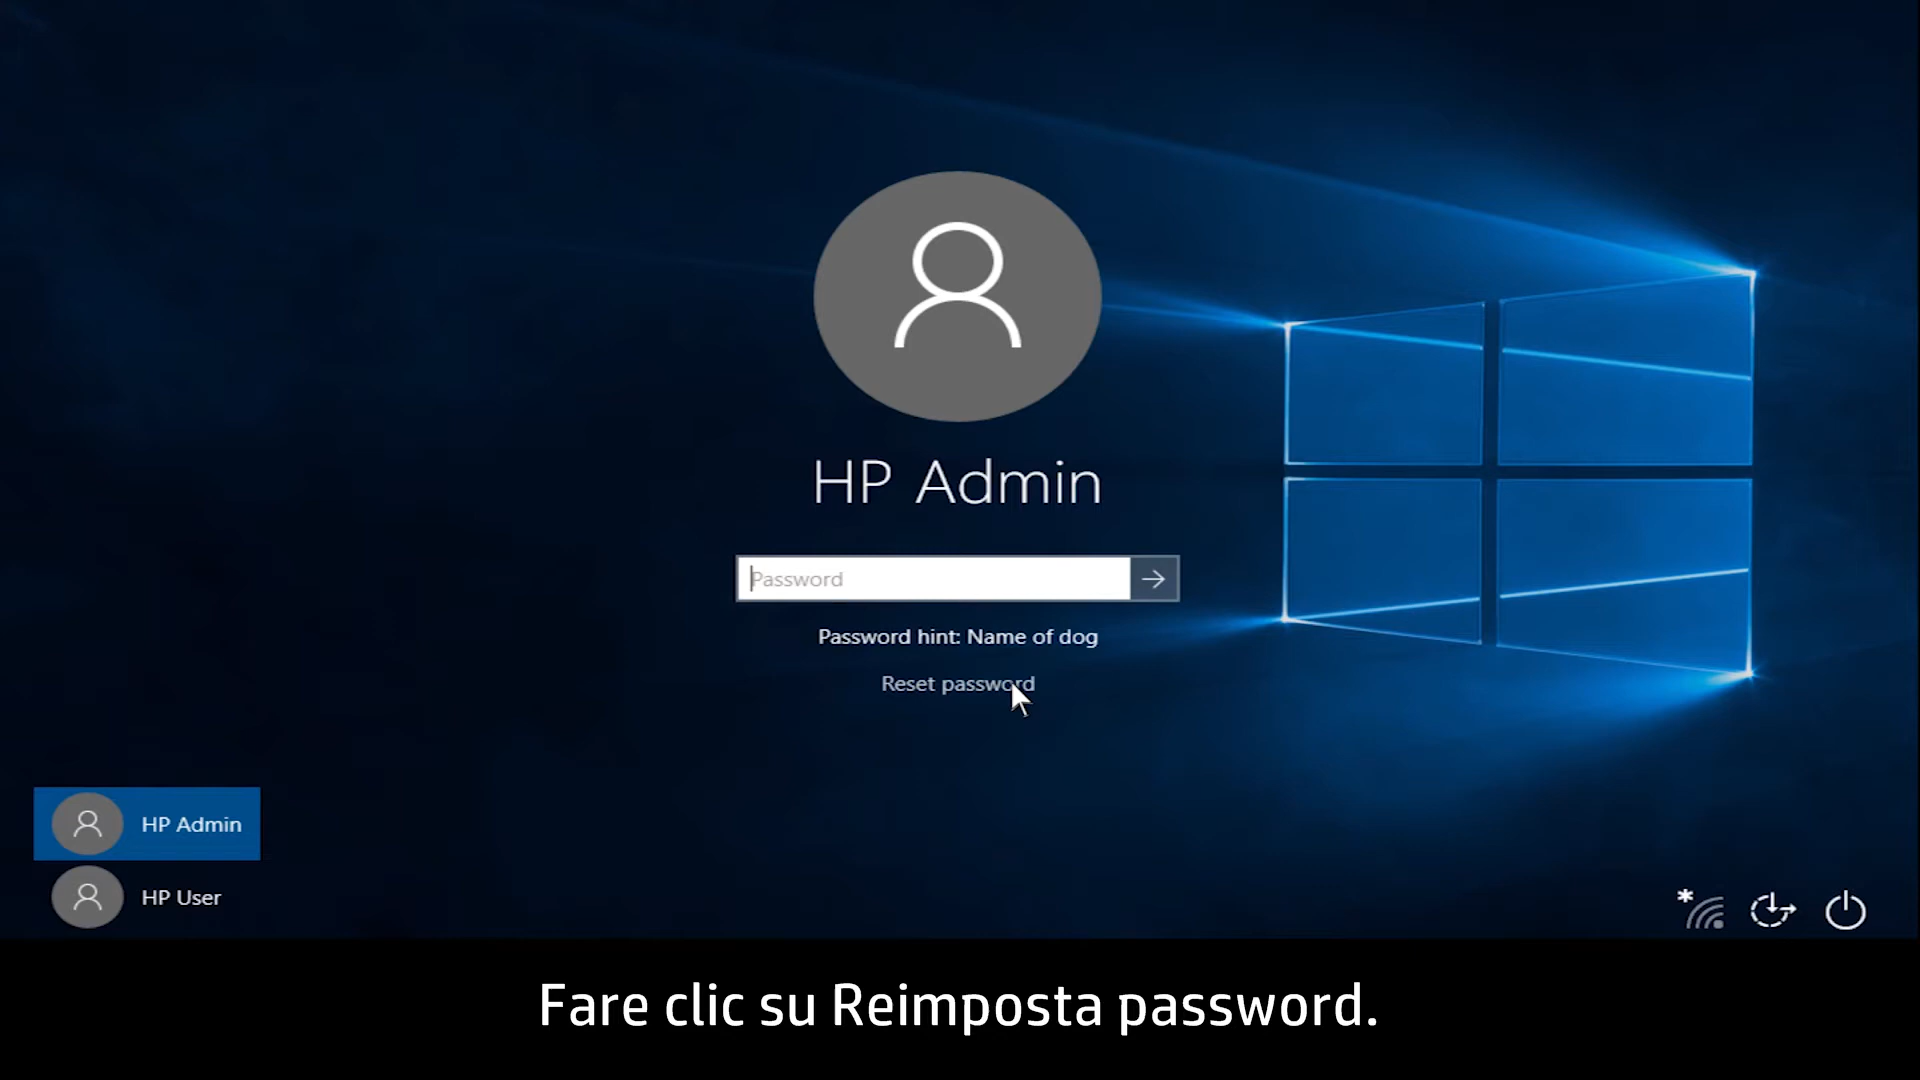 HP Admin
Password
Password hint: Name of dog
Reset password
HP Admin
HP User
Fare clic su Reimposta password.